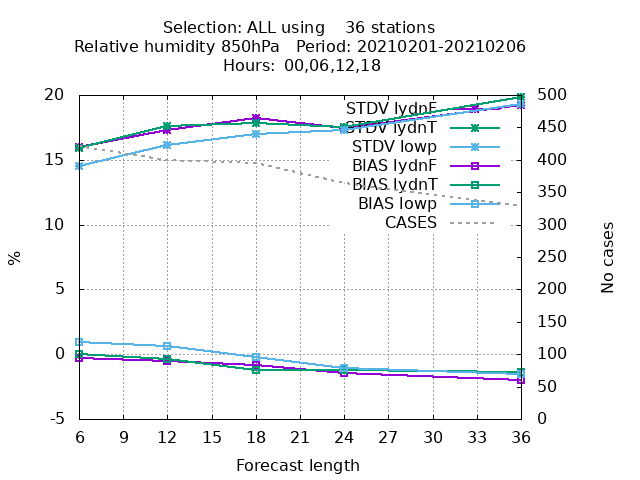 Selection: ALL using    36 stations
Relative humidity 850hPa   Period: 20210201-20210206
Hours: 00,06,12,18
20
15
10
5
0
-5
%
500
450
400
350
300
250
200
150
100
50
0
No cases
STDV lydnF
STDV lydnT
STDV lowp
BIAS lydnF
BIAS lydnT
BIAS lowp
CASES
6 9 12 15 18 21 24 27 30 33 36
Forecast length